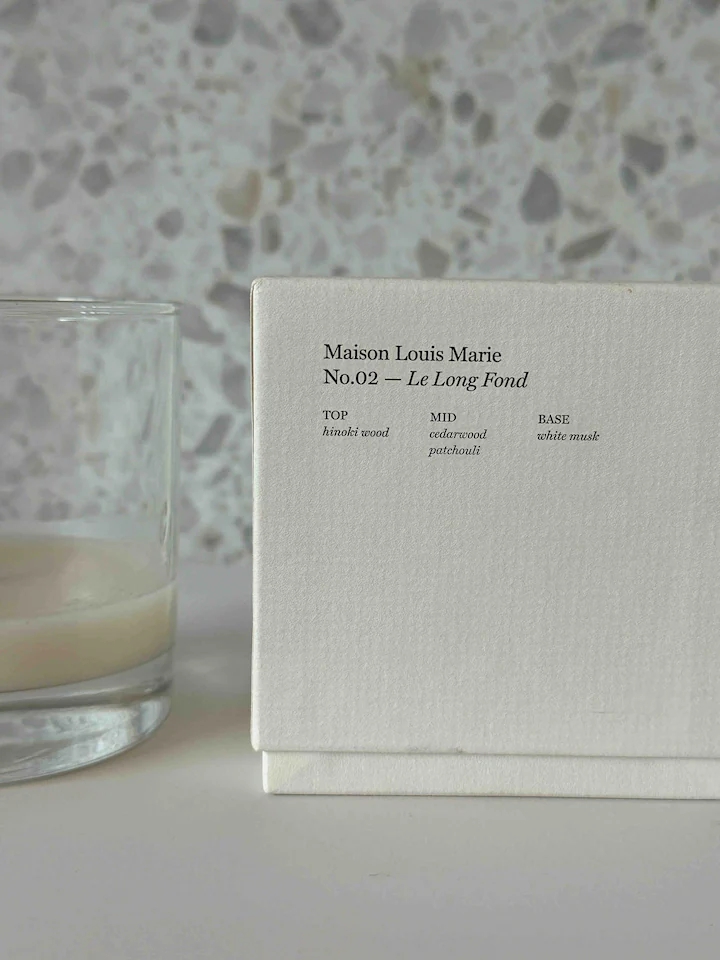 Maison Louis Marie
No.02 — Le Long Fond
TOP
hinoki wood
MID
cedarwood
patchouli
BASE
white musk